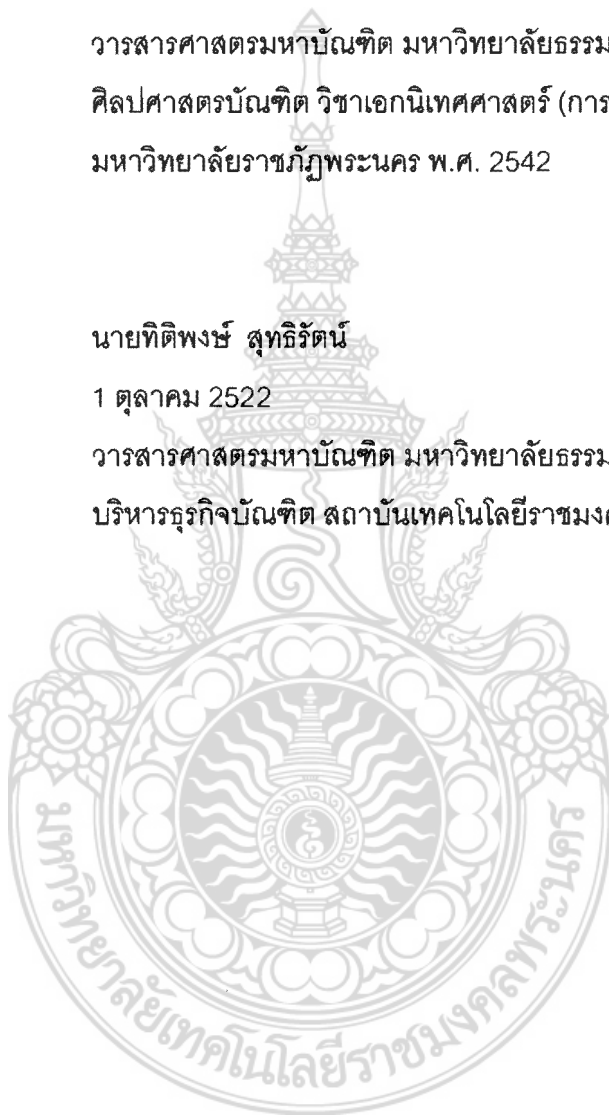 วารสารศาสตรมหาบัณฑิต มหาวิทยาลัยธรรม
ศิลปศาสตรบัณฑิต วิชาเอกนิเทศศาสตร์ (การ
มหาวิทยาลัยราชภัฏพระนคร พ.ศ. 2542
นายทิติพงษ์ สุทธิรัตน์
1 ตุลาคม 2522
วารสารศาสตรมหาบัณฑิต มหาวิทยาลัยธรรม
บริหารธุรกิจบัณฑิต สถาบันเทคโนโลยีราชมง
มหาวิทยาลัยเทคโนโลยีราชมงคลพระนคร